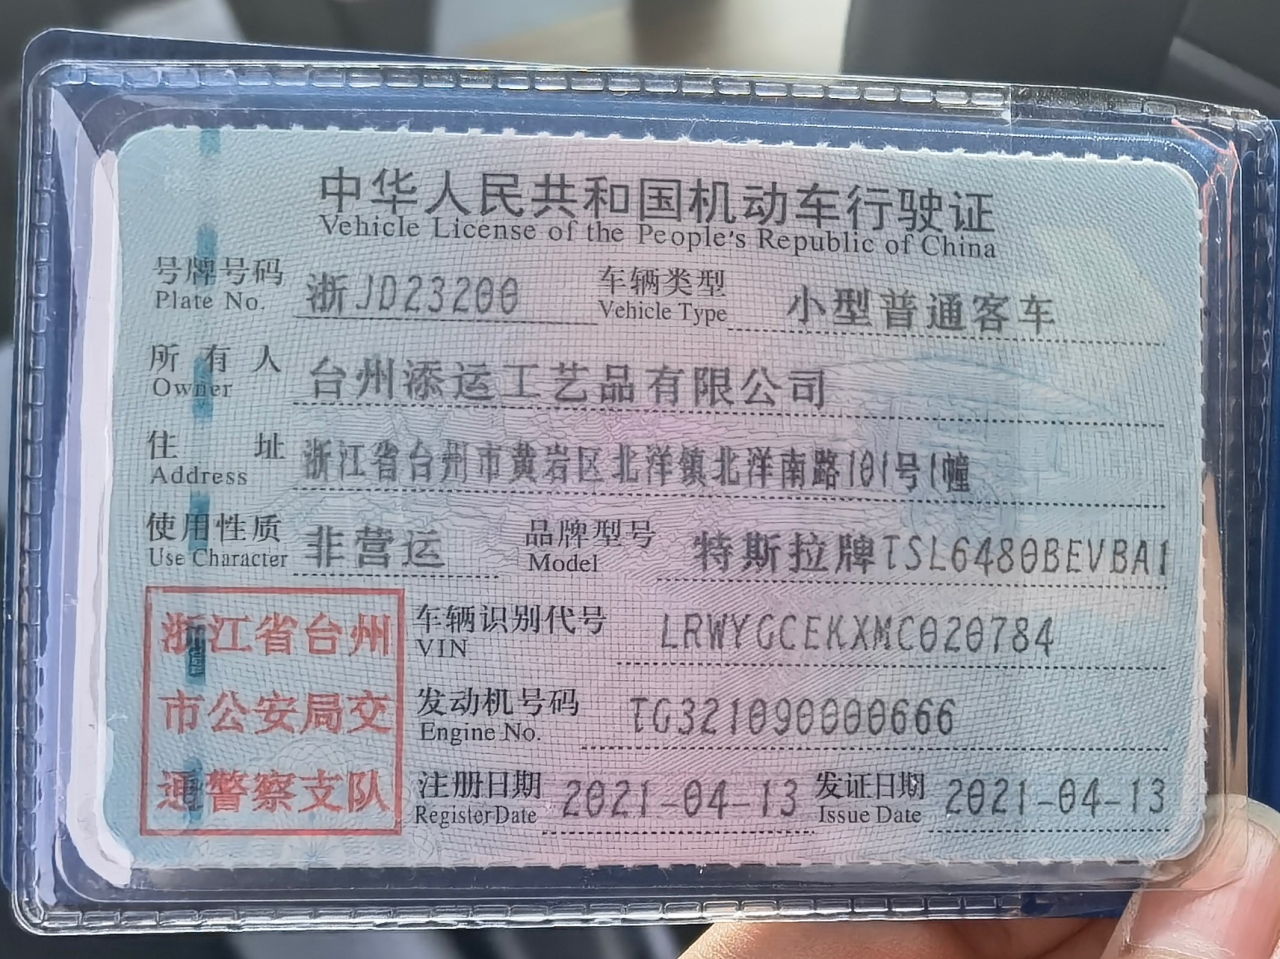 中华人民共和国机动车行驶证
Vehicle License of the People's Republic of China
号牌号码 浙JD23200 车辆类型 小型普通客车
Plate No. Vehicle Type
所有人 台州添运工艺品有限公司
Owner
住址 浙江省台州市黄岩区北洋镇北洋南路101号1幢
Address
使用性质 非营运 品牌型号 特斯拉牌TSL6480BEVBA1
Use Character Model
浙江省台州 车辆识别代号 LRWYGCEKXMC020784
VIN
市公安局交 发动机号码 TG321090000666
Engine No.
通警察支队 注册日期 2021-04-13 发证日期 2021-04-13
Register Date Issue Date